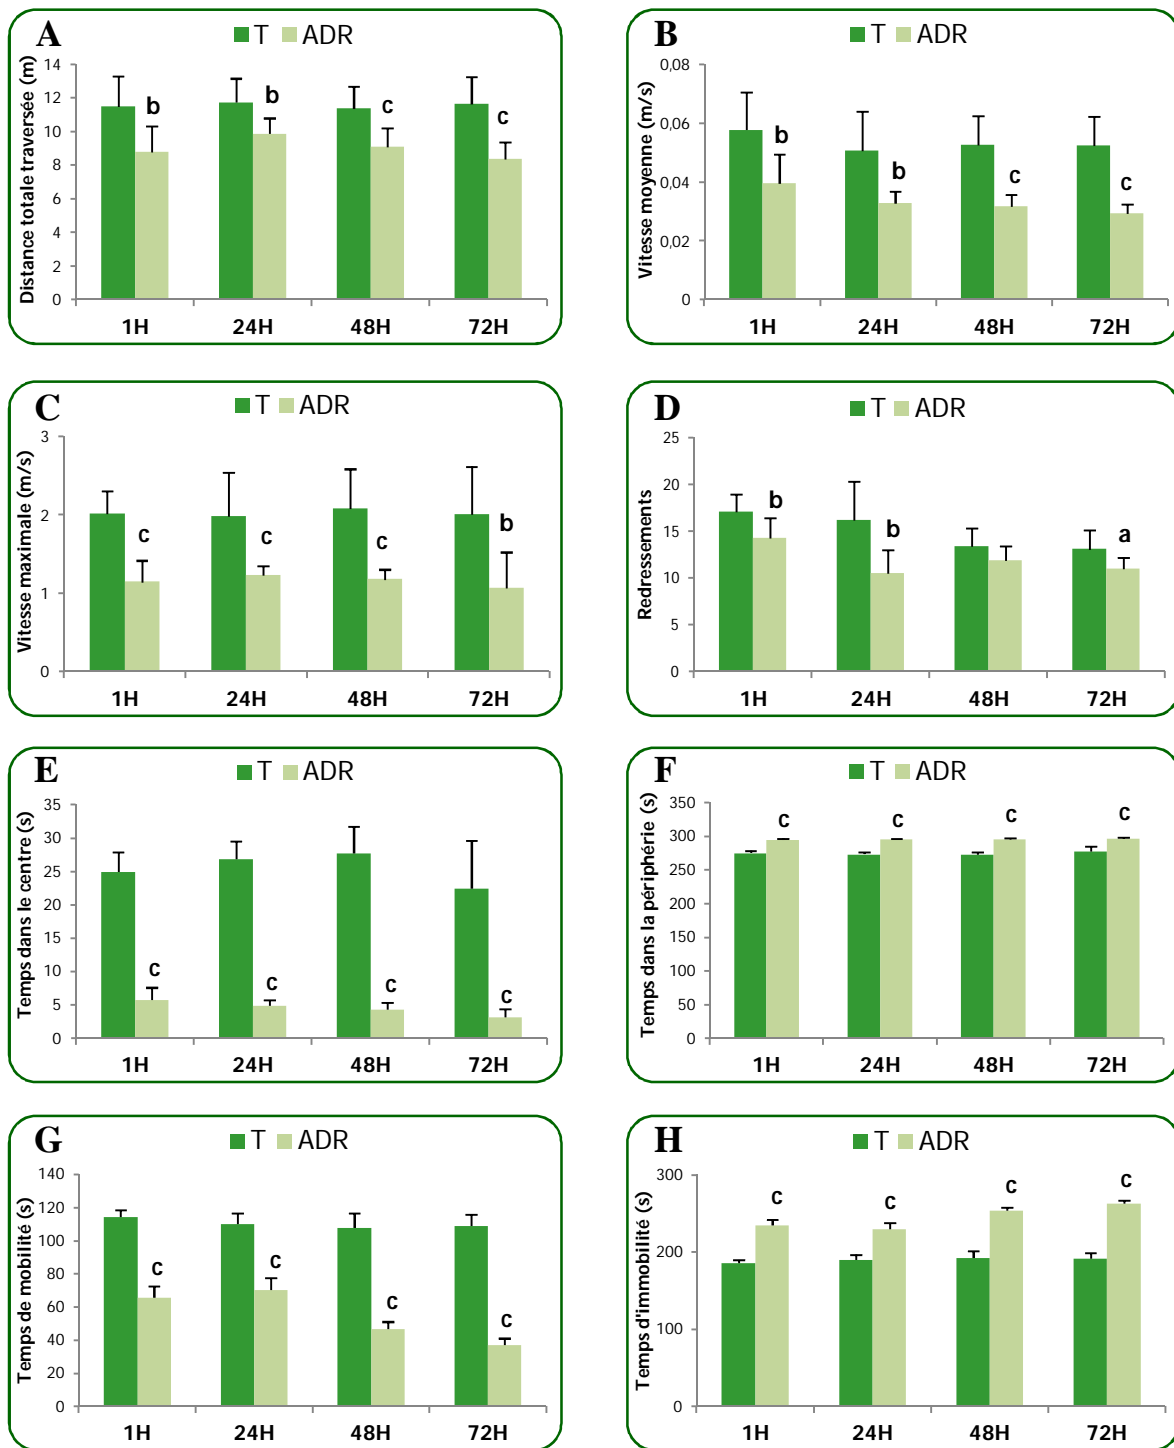 A
T ADR
Distance totale traversée (m)
14
12
10
8
6
4
2
0
b
b
c
c
1H 24H 48H 72H
B
T ADR
Vitesse moyenne (m/s)
0,08
0,06
0,04
0,02
0
b
b
c
c
1H 24H 48H 72H
C
T ADR
Vitesse maximale (m/s)
3
2
1
0
c
c
c
b
1H 24H 48H 72H
D
T ADR
Redressements
25
20
15
10
5
0
b
b
a
1H 24H 48H 72H
E
T ADR
Temps dans le centre (s)
35
30
25
20
15
10
5
0
c
c
c
c
1H 24H 48H 72H
F
T ADR
Temps dans la périphérie (s)
350
300
250
200
150
100
50
0
c
c
c
c
1H 24H 48H 72H
G
T ADR
Temps de mobilité (s)
140
120
100
80
60
40
20
0
c
c
c
c
1H 24H 48H 72H
H
T ADR
Temps d'immobilité (s)
300
200
100
0
c
c
c
c
1H 24H 48H 72H